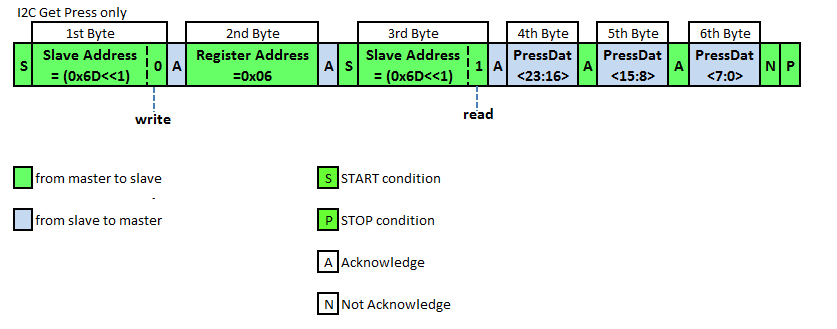 I2C Get Press only
1st Byte 2nd Byte 3rd Byte 4th Byte 5th Byte 6th Byte
S Slave Address = (0x6D<<1) 0 A Register Address =0x06 A S Slave Address = (0x6D<<1) 1 A PressDat <23:16> A PressDat <15:8> A PressDat <7:0> N P
write read
from master to slave
S START condition
from slave to master
P STOP condition
A Acknowledge
N Not Acknowledge